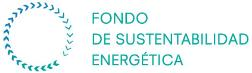 FONDO
DE SUSTENTABILIDAD
ENERGÉTICA